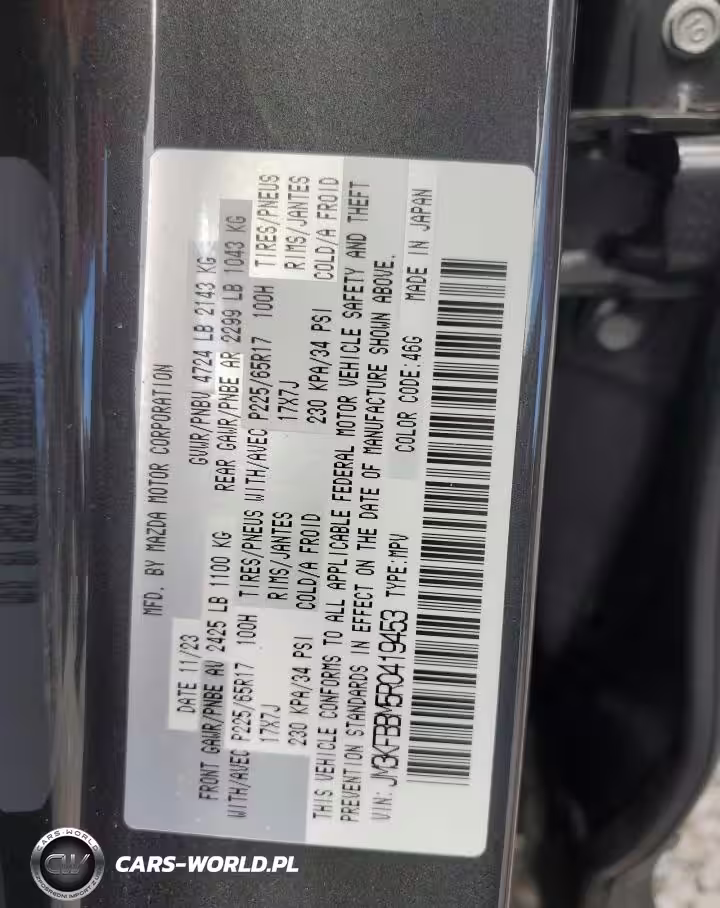 MFD. BY MAZDA MOTOR CORPORATION
DATE 11/23 GVWR/PNBV 4724 LB 2143 KG
FRONT GAWR/PNBE AV 2425 LB 1100 KG REAR GAWR/PNBE AR 2299 LB 1043 KG
WITH/AVEC P225/65R17 100H TIRES/PNEUS WITH/AVEC P225/65R17 100H TIRES/PNEUS
17X7J RIMS/JANTES 17X7J RIMS/JANTES
230 KPA/34 PSI COLD/A FROID 230 KPA/34 PSI COLD/A FROID
THIS VEHICLE CONFORMS TO ALL APPLICABLE FEDERAL MOTOR VEHICLE SAFETY AND THEFT
PREVENTION STANDARDS IN EFFECT ON THE DATE OF MANUFACTURE SHOWN ABOVE.
VIN: JM3KFBBM5R0419453 TYPE:MPV COLOR CODE:46G MADE IN JAPAN
CARS-WORLD
CW
CARS-WORLD.PL